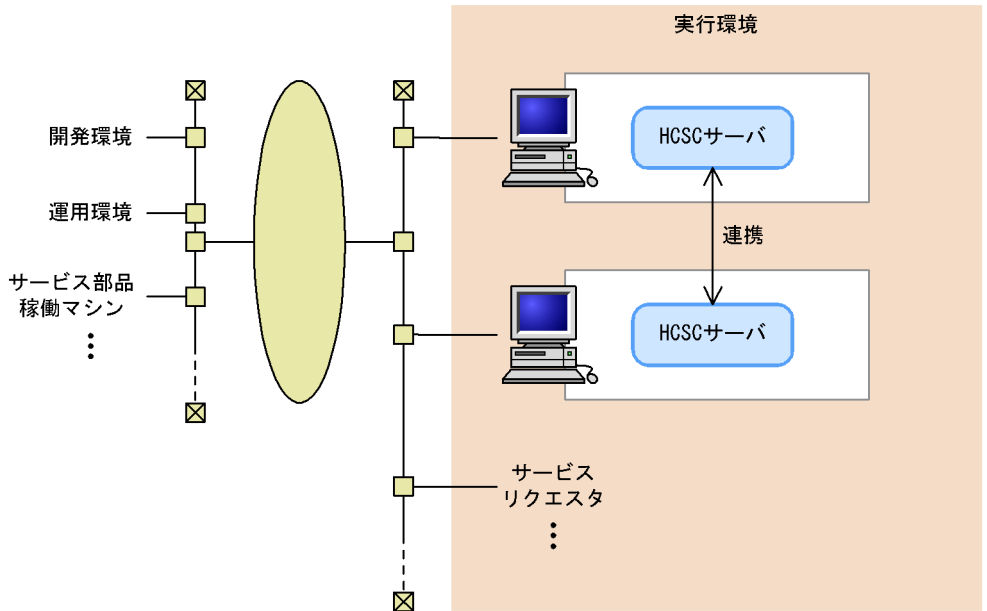 実行環境
開発環境
運用環境
サービス部品
稼働マシン
⋮
HCSCサーバ
連携
HCSCサーバ
サービス
リクエスタ
⋮